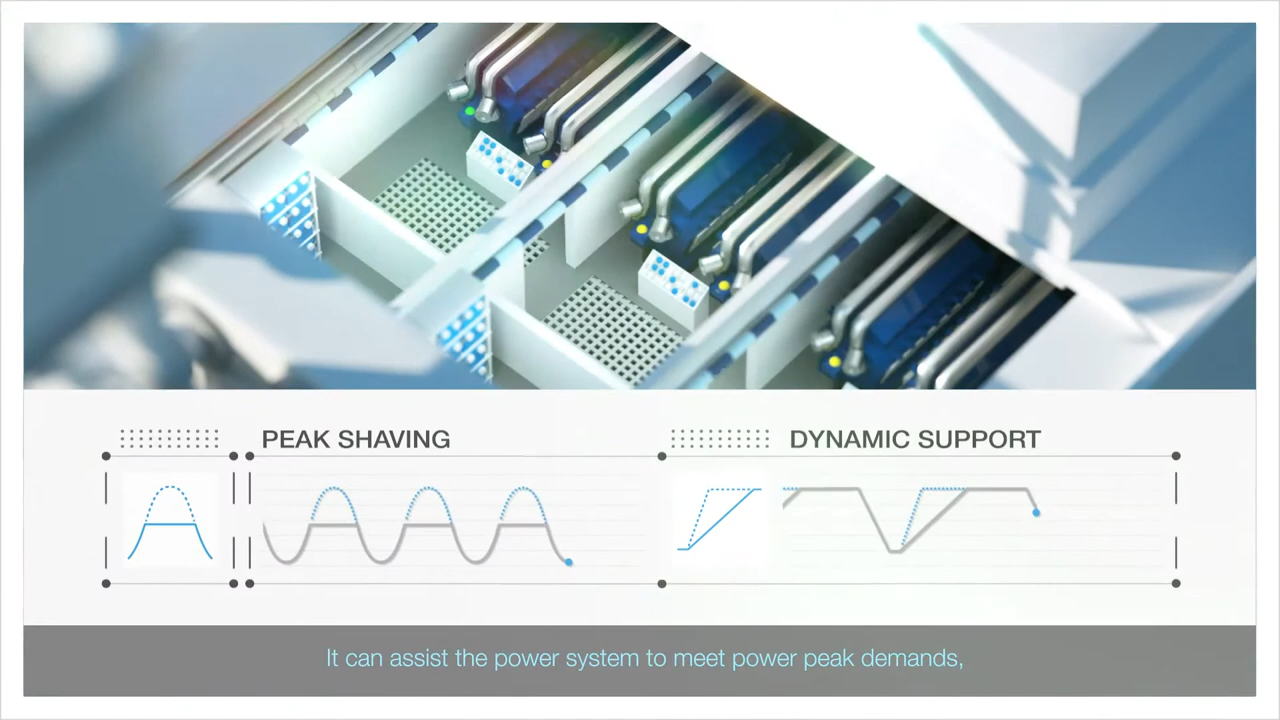 PEAK SHAVING
DYNAMIC SUPPORT
It can assist the power system to meet power peak demands,